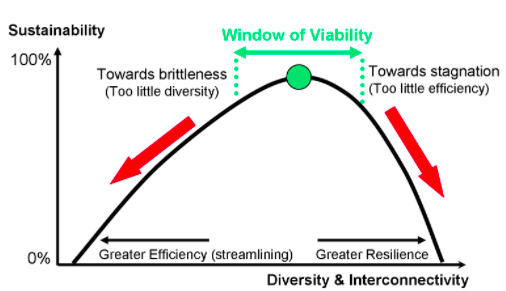 Sustainability
Window of Viability
100%
Towards brittleness
(Too little diversity)
Towards stagnation
(Too little efficiency)
0%
Greater Efficiency (streamlining)
Greater Resilience
Diversity & Interconnectivity